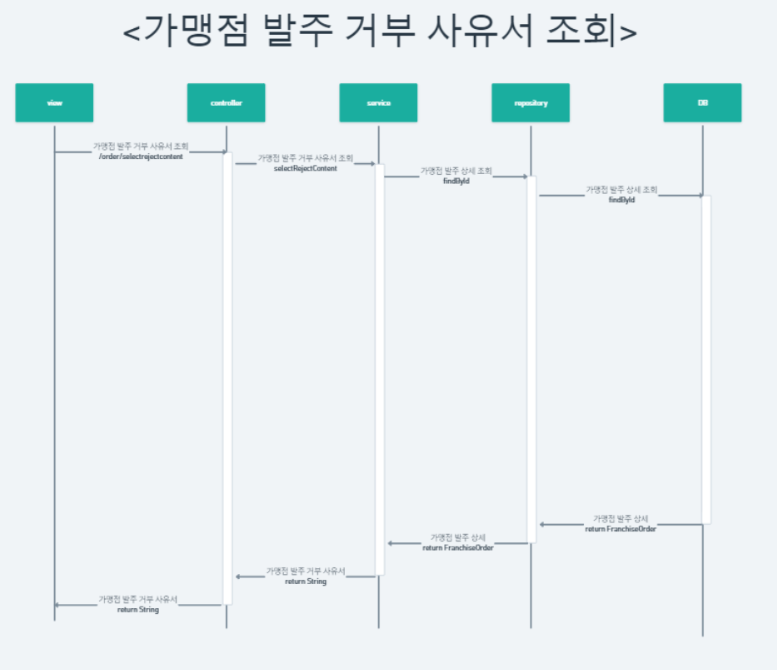 <가맹점 발주 거부 사유서 조회>
view
controller
service
repository
DB
가맹점 발주 거부 사유서 조회
/order/selectrejectcontent
가맹점 발주 거부 사유서 조회
selectRejectContent
가맹점 발주 상세 조회
findById
가맹점 발주 상세 조회
findById
가맹점 발주 상세
return FranchiseOrder
가맹점 발주 상세
return FranchiseOrder
가맹점 발주 거부 사유서
return String
가맹점 발주 거부 사유서
return String